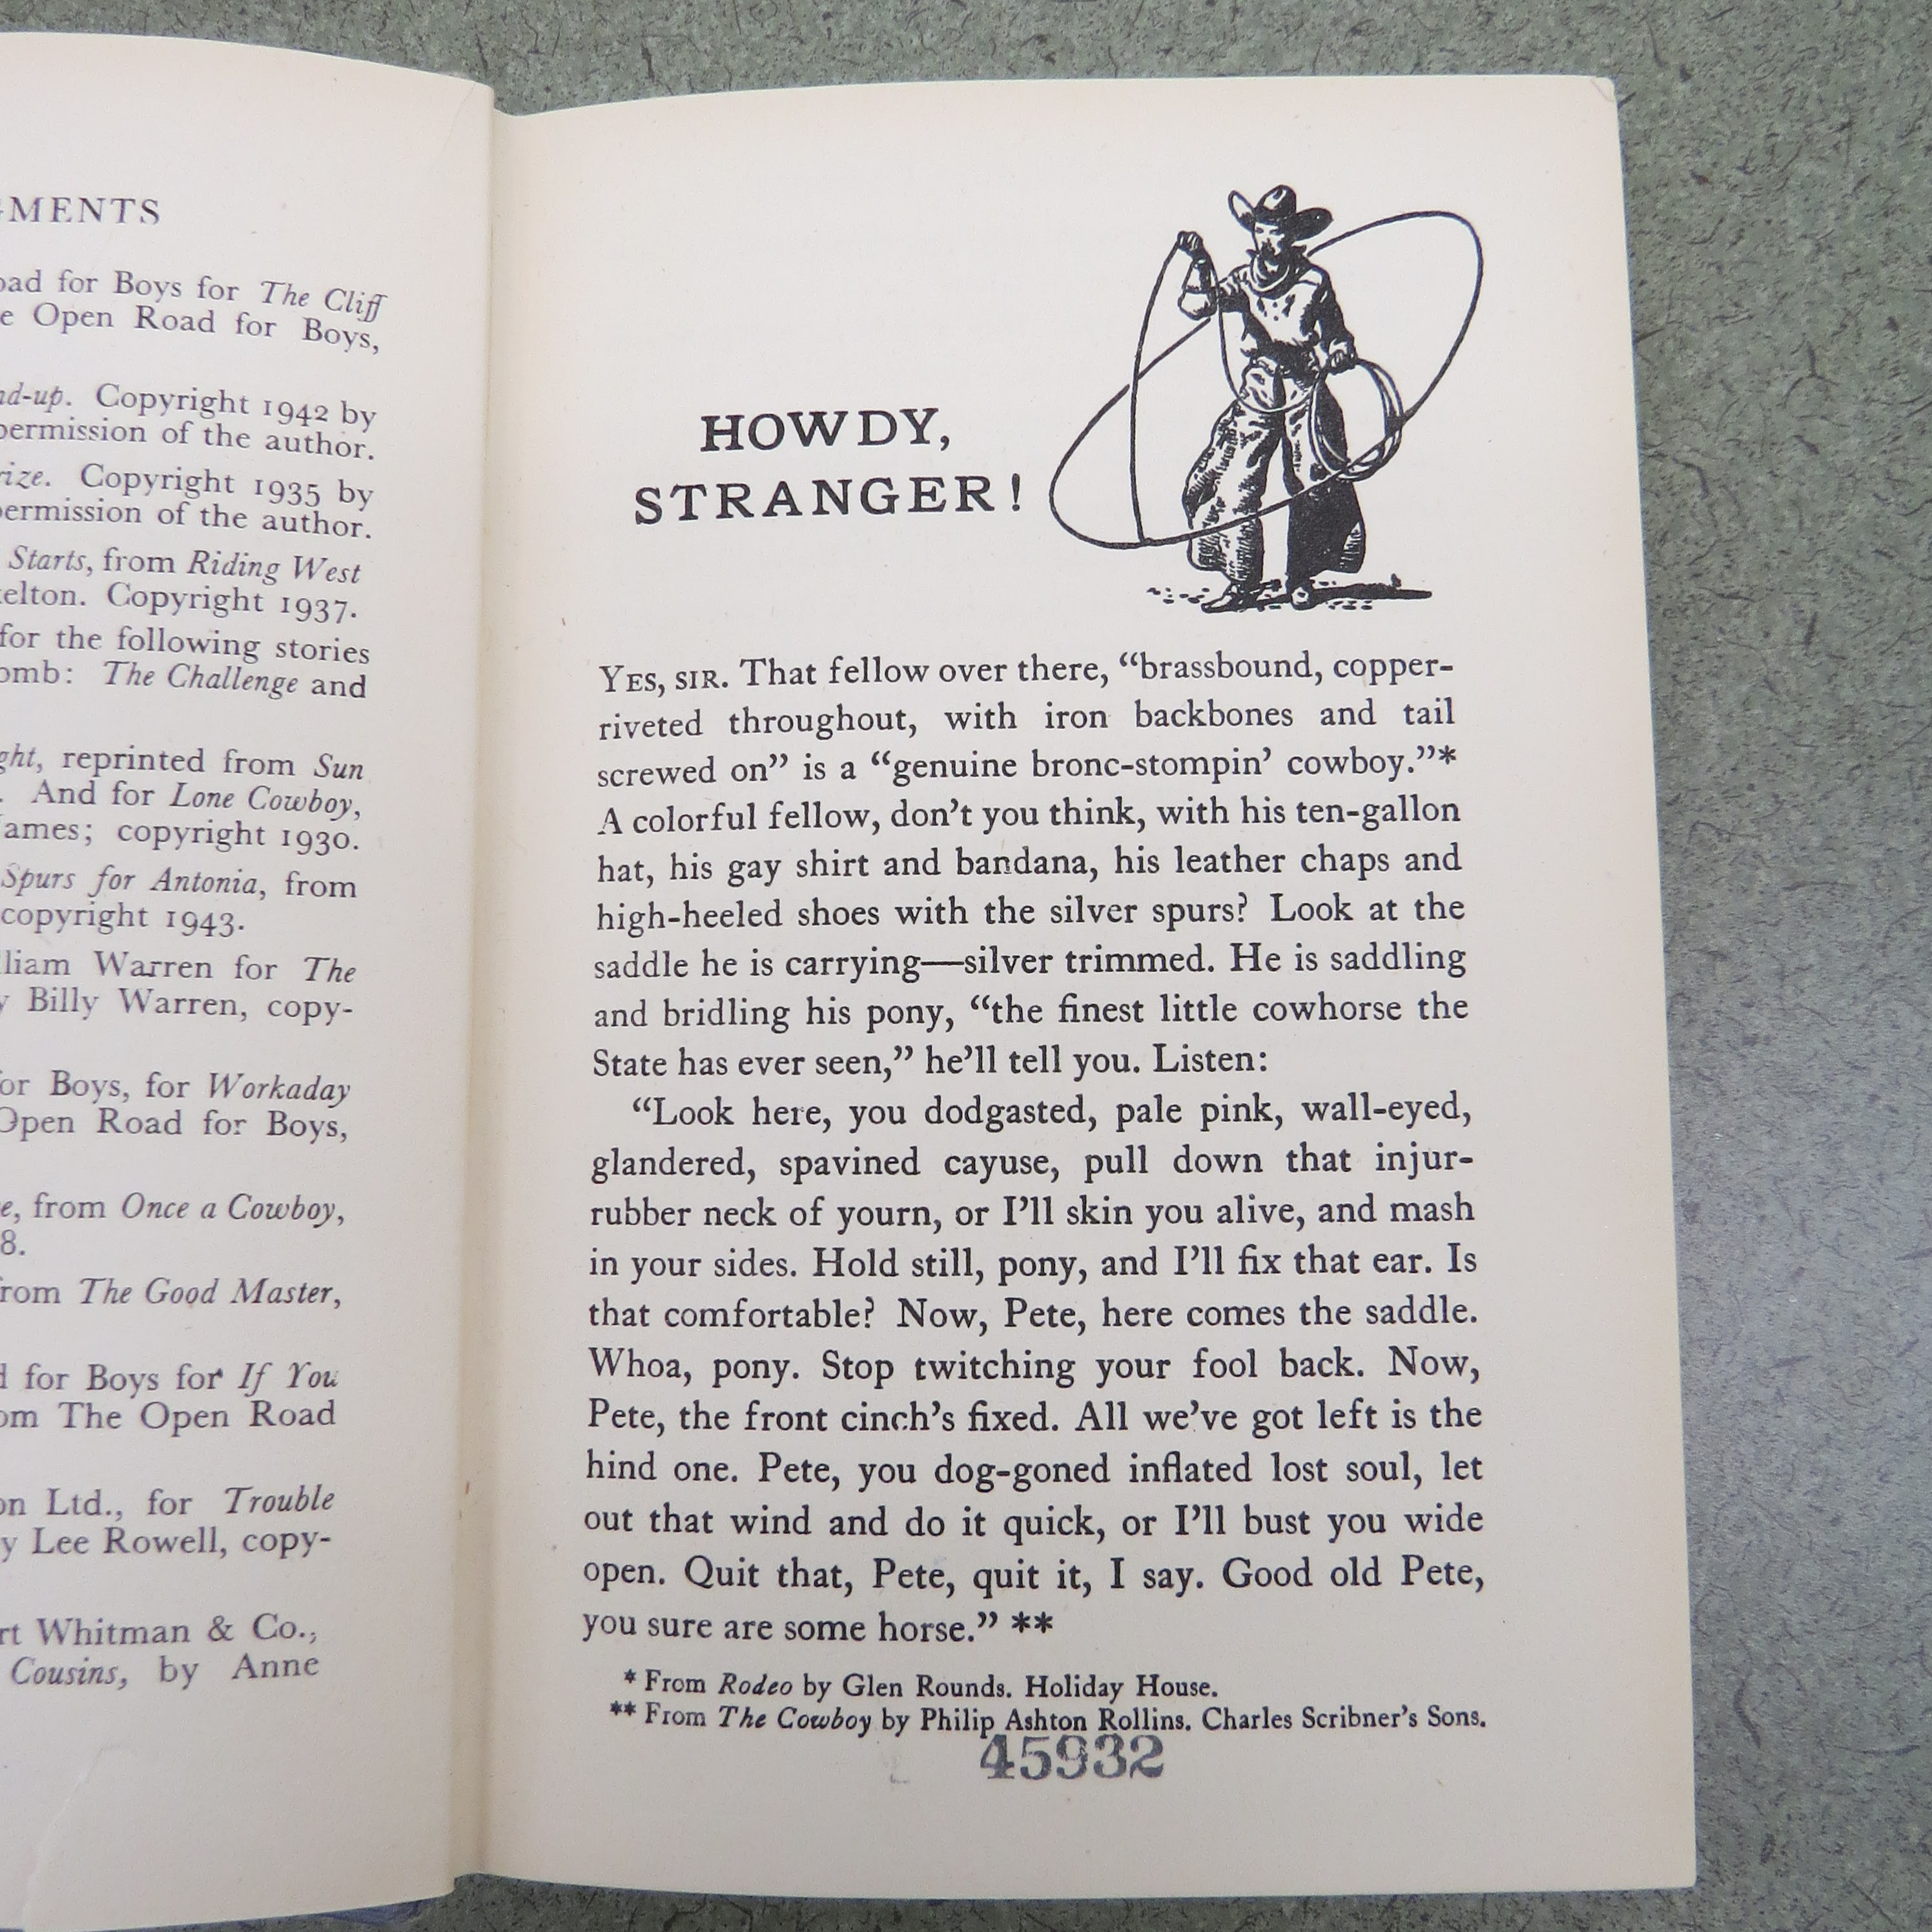 MENTS
for Boys for The Cliff
Open Road for Boys,
Copyright 1942 by
permission of the author.
Copyright 1935 by
permission of the author.
Starts, from Riding West
Copyright 1937.
for the following stories
The Challenge and
reprinted from Sun
And for Lone Cowboy,
James; copyright 1930.
Spurs for Antonia, from
copyright 1943.
Warren for The
Billy Warren, copy-
for Boys, for Workaday
Open Road for Boys,
from Once a Cowboy,
8.
from The Good Master,
for Boys for If You
The Open Road
Ltd., for Trouble
Lee Rowell, copy-
Whitman & Co.,
Cousins, by Anne
HOWDY,
STRANGER!
YES, SIR. That fellow over there, “brassbound, copper-
riveted throughout, with iron backbones and tail
screwed on” is a “genuine bronc-stompin’ cowboy.”*
A colorful fellow, don’t you think, with his ten-gallon
hat, his gay shirt and bandana, his leather chaps and
high-heeled shoes with the silver spurs? Look at the
saddle he is carrying—silver trimmed. He is saddling
and bridling his pony, “the finest little cowhorse the
State has ever seen,” he’ll tell you. Listen:
“Look here, you dodgasted, pale pink, wall-eyed,
glandered, spavined cayuse, pull down that injur-
rubber neck of yourn, or I’ll skin you alive, and mash
in your sides. Hold still, pony, and I’ll fix that ear. Is
that comfortable? Now, Pete, here comes the saddle.
Whoa, pony. Stop twitching your fool back. Now,
Pete, the front cinch’s fixed. All we’ve got left is the
hind one. Pete, you dog-goned inflated lost soul, let
out that wind and do it quick, or I’ll bust you wide
open. Quit that, Pete, quit it, I say. Good old Pete,
you sure are some horse.” **
* From Rodeo by Glen Rounds. Holiday House.
** From The Cowboy by Philip Ashton Rollins. Charles Scribner’s Sons.
45932